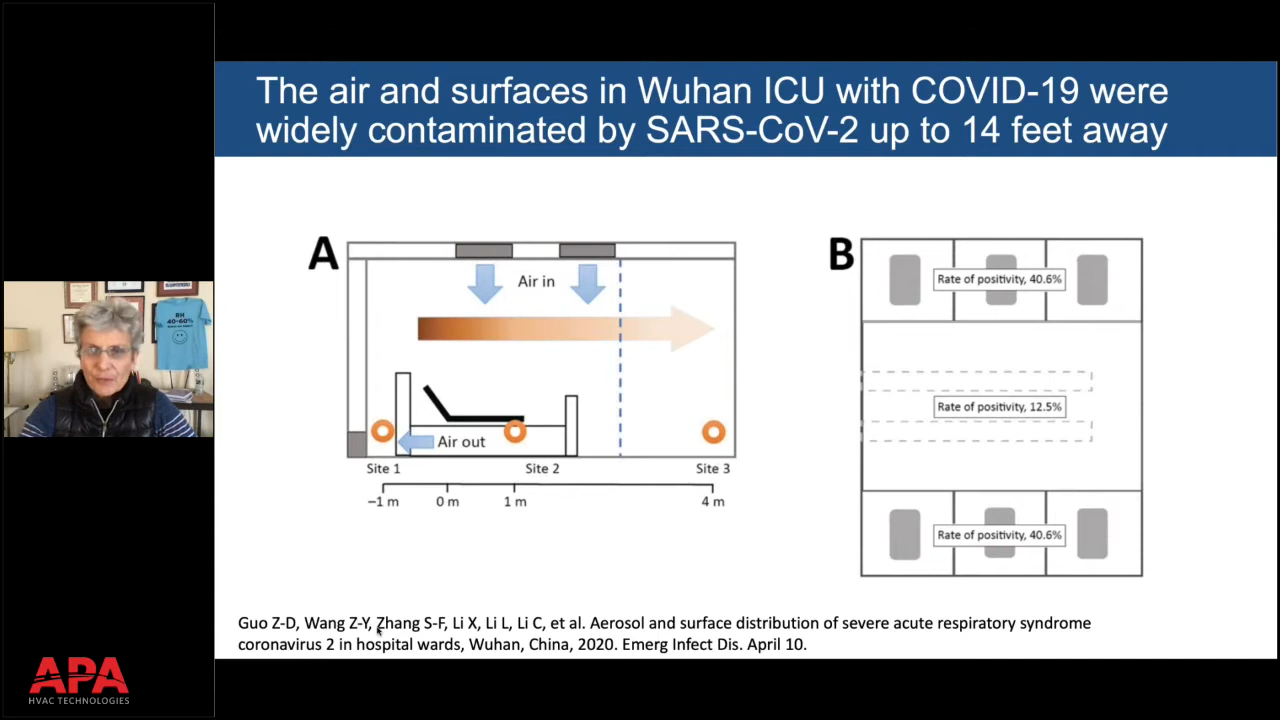 The air and surfaces in Wuhan ICU with COVID-19 were
widely contaminated by SARS-CoV-2 up to 14 feet away
A
Air in
Air out
Site 1
Site 2
Site 3
–1 m
0 m
1 m
4 m
B
Rate of positivity, 40.6%
Rate of positivity, 12.5%
Rate of positivity, 40.6%
RH
40-60%
Guo Z-D, Wang Z-Y, Zhang S-F, Li X, Li L, Li C, et al. Aerosol and surface distribution of severe acute respiratory syndrome
coronavirus 2 in hospital wards, Wuhan, China, 2020. Emerg Infect Dis. April 10.
APA
HVAC TECHNOLOGIES